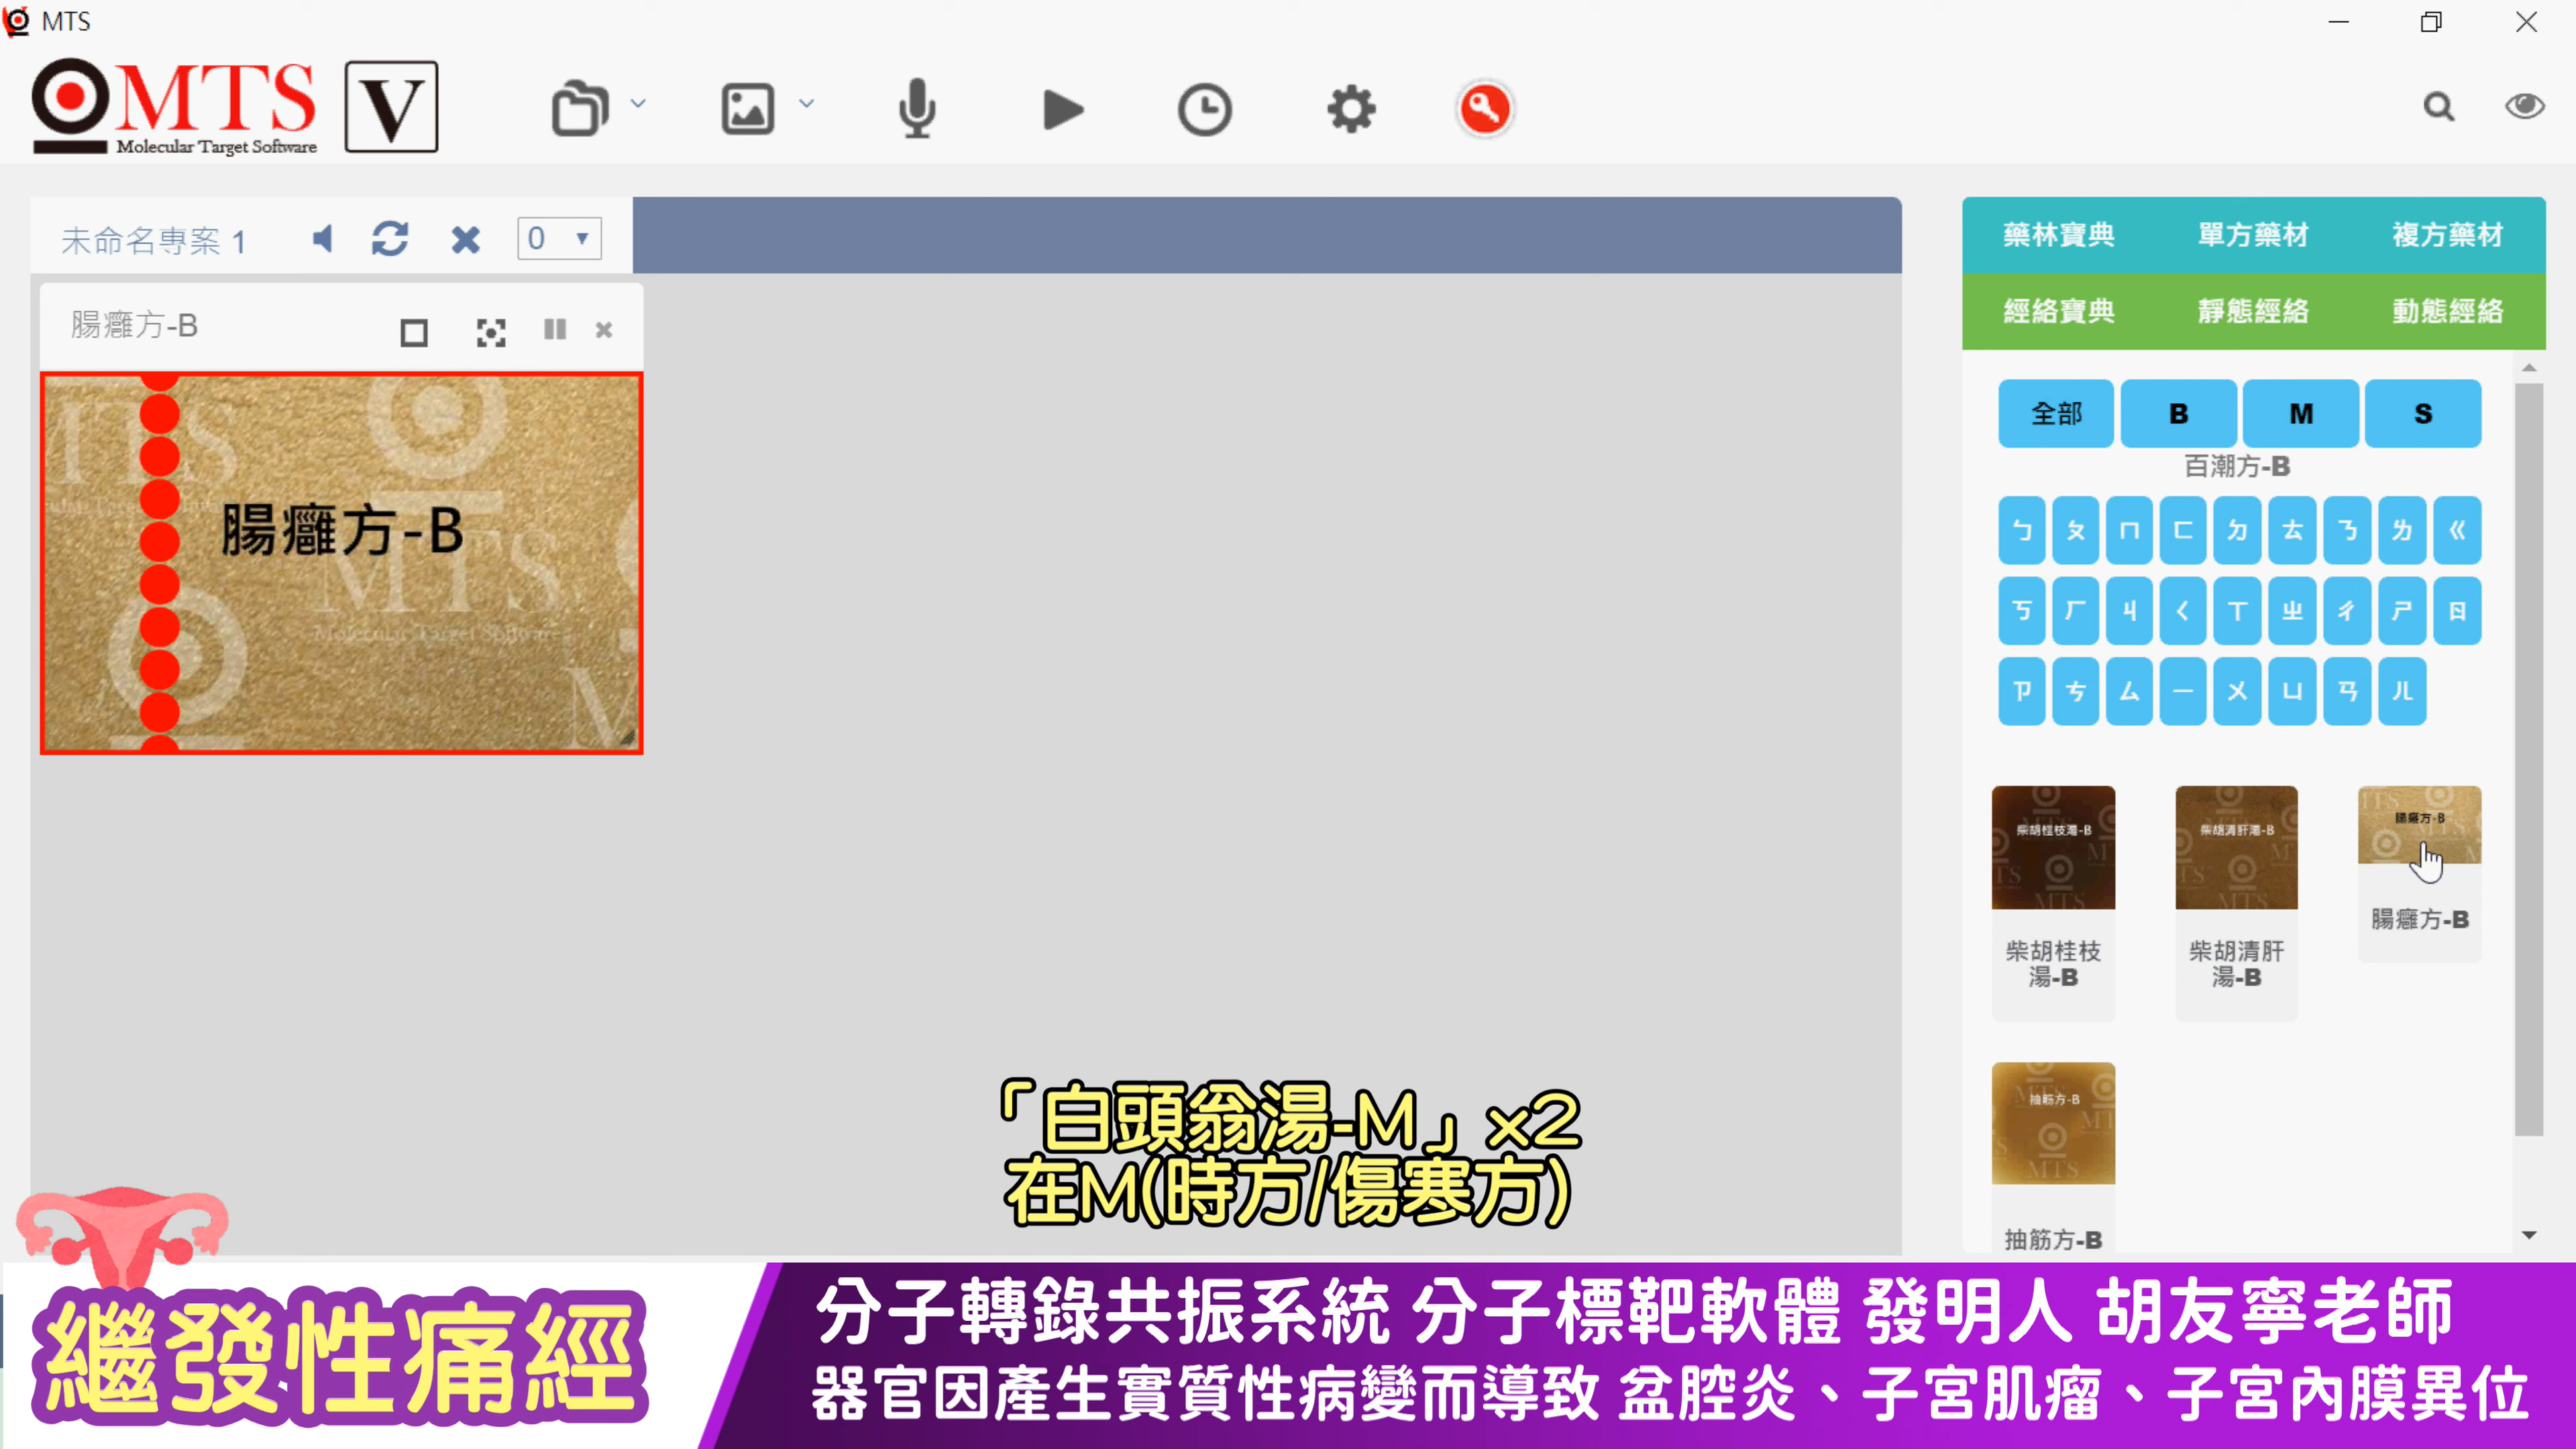 MTS
MTS
Molecular Target Software
V
未命名專案 1
0
藥林寶典 單方藥材 複方藥材
經絡寶典 靜態經絡 動態經絡
腸癰方-B
腸癰方-B
MTS
Molecular Target Software
全部 B M S
百潮方-B
ㄅ ㄆ ㄇ ㄈ ㄉ ㄊ ㄋ ㄌ ㄍ
ㄎ ㄏ ㄐ ㄑ ㄒ ㄓ ㄔ ㄕ ㄖ
ㄗ ㄘ ㄙ ㄧ ㄨ ㄩ ㄢ ㄦ
柴胡桂枝湯-B 柴胡清肝湯-B 腸癰方-B
柴胡桂枝
湯-B
柴胡清肝
湯-B
腸癰方-B
抽筋方-B
MTS
抽筋方-B
「白頭翁湯-M」x2
在M(時方/傷寒方)
繼發性痛經
分子轉錄共振系統 分子標靶軟體 發明人 胡友寧老師
器官因產生實質性病變而導致 盆腔炎、子宮肌瘤、子宮內膜異位